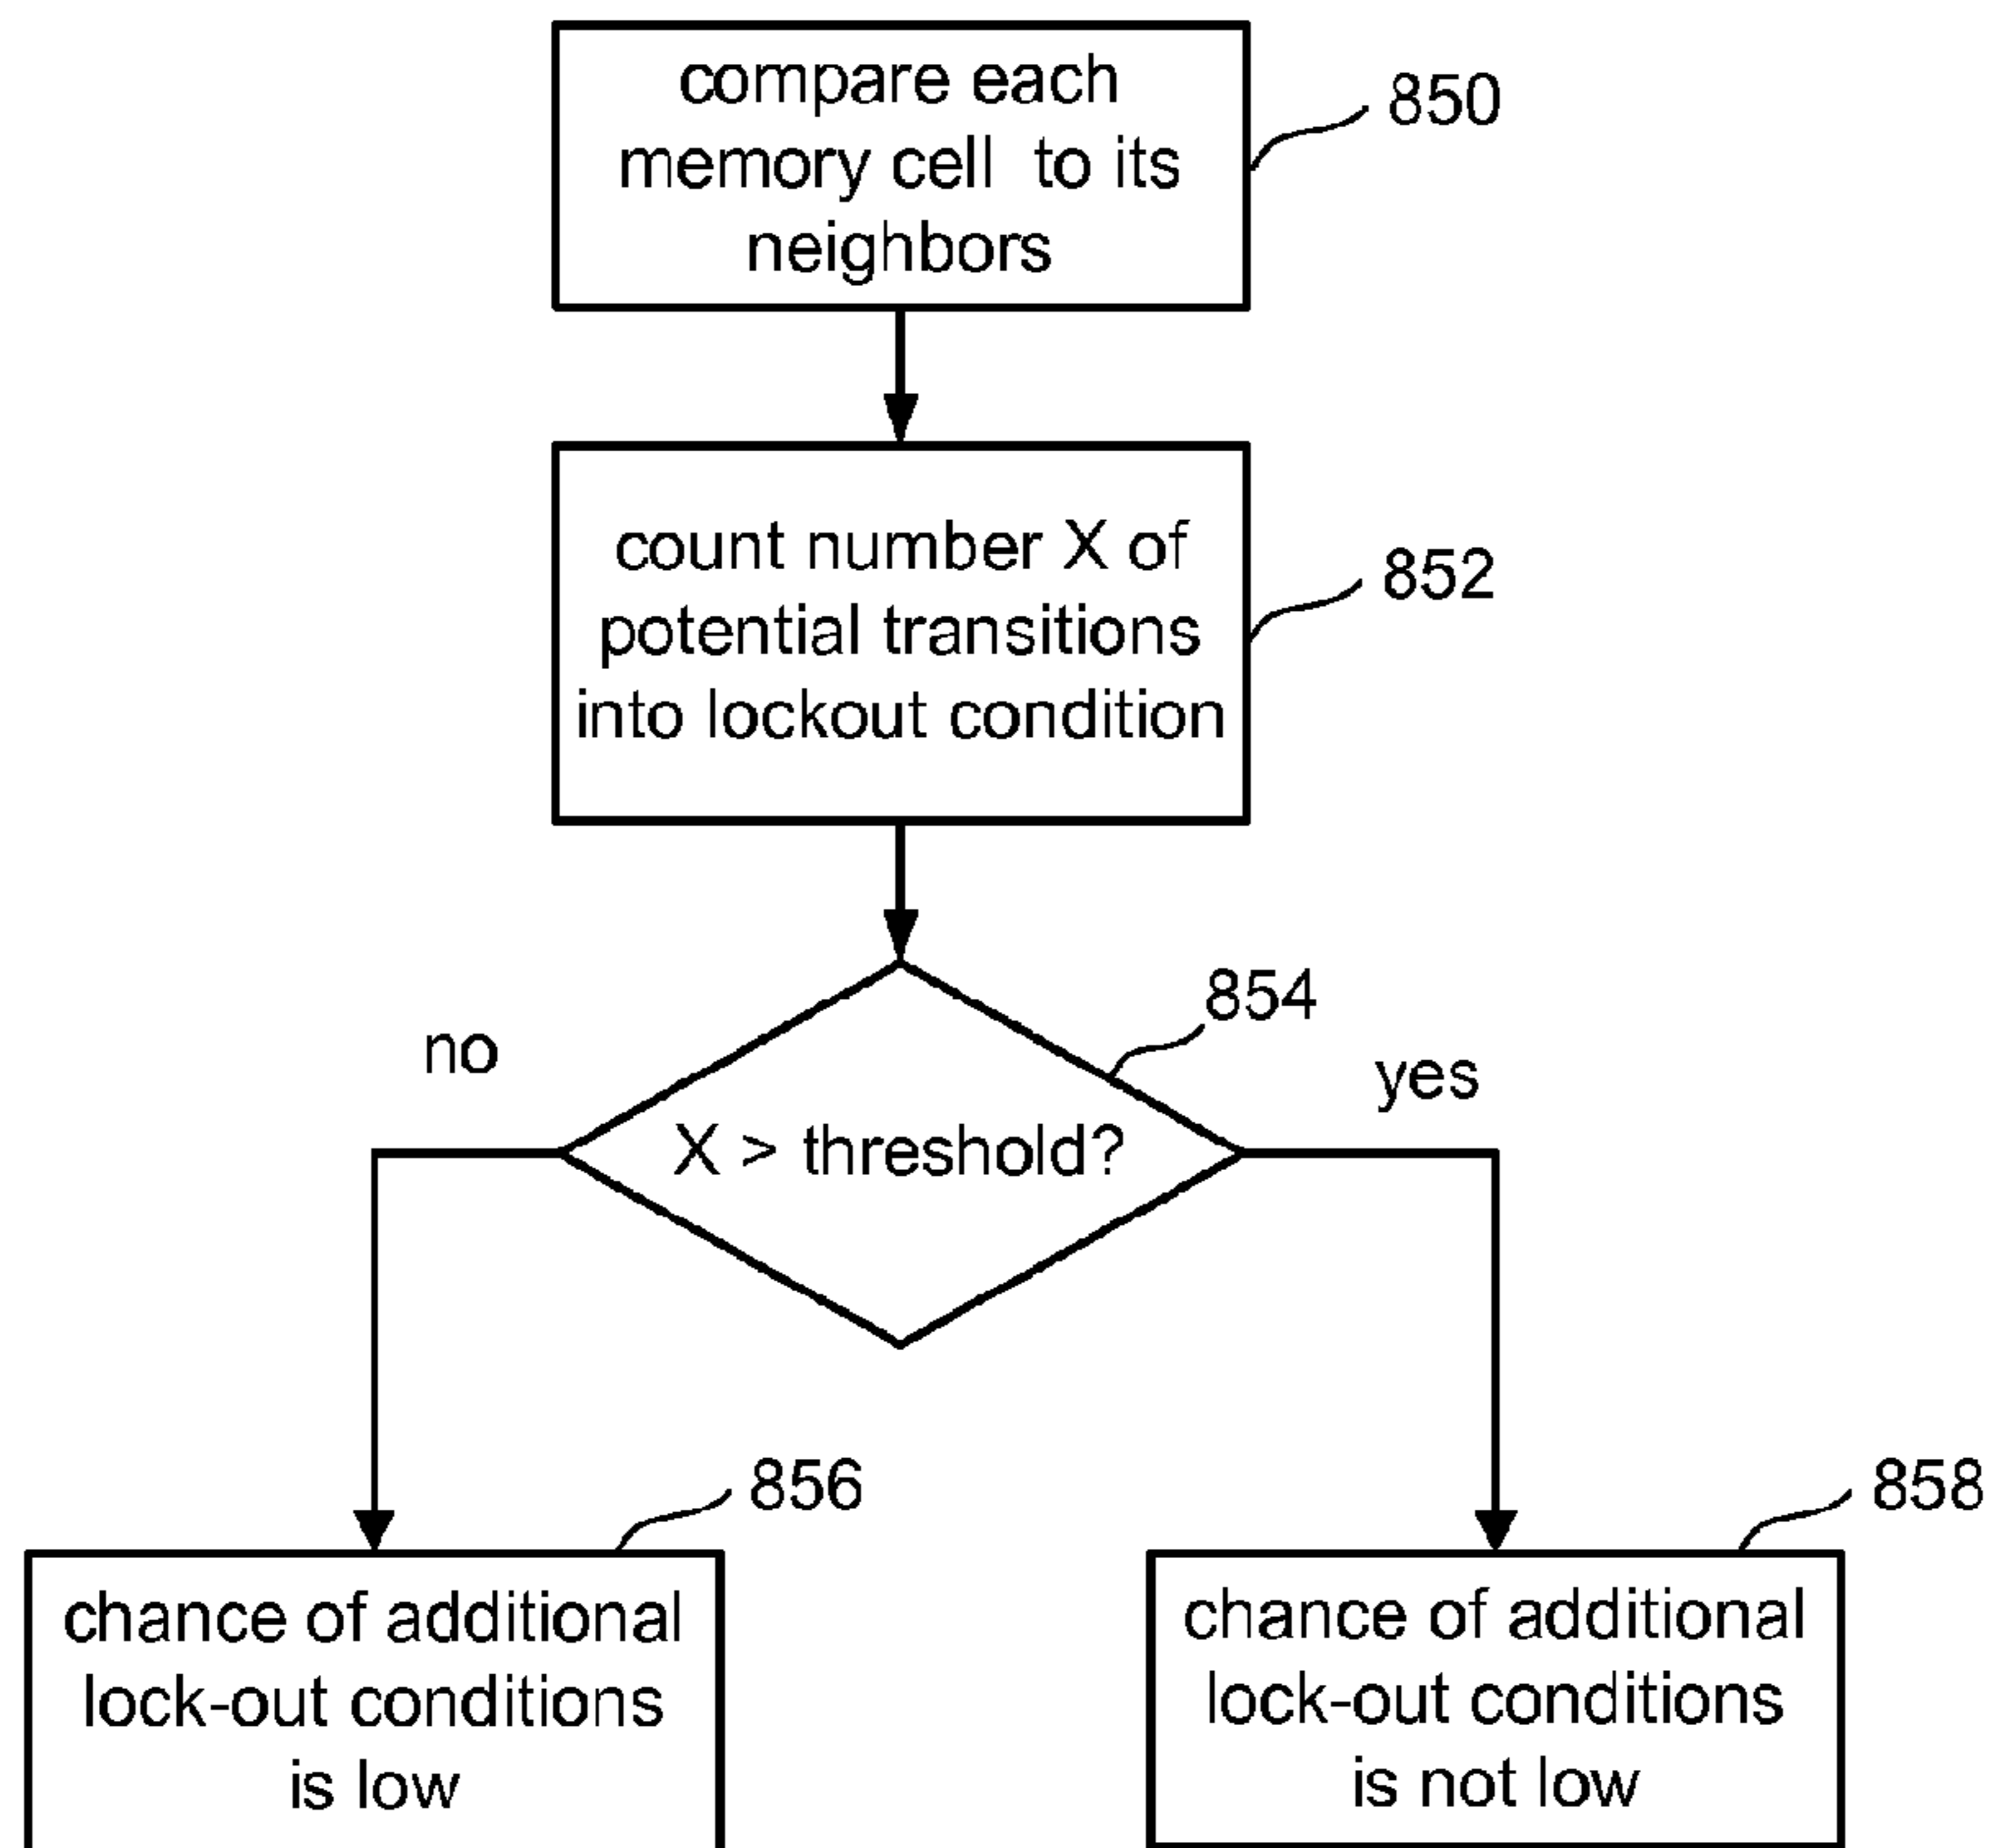 compare each
memory cell to its
neighbors
850
count number X of
potential transitions
into lockout condition
852
854
no
yes
X > threshold?
856
858
chance of additional
lock-out conditions
is low
chance of additional
lock-out conditions
is not low